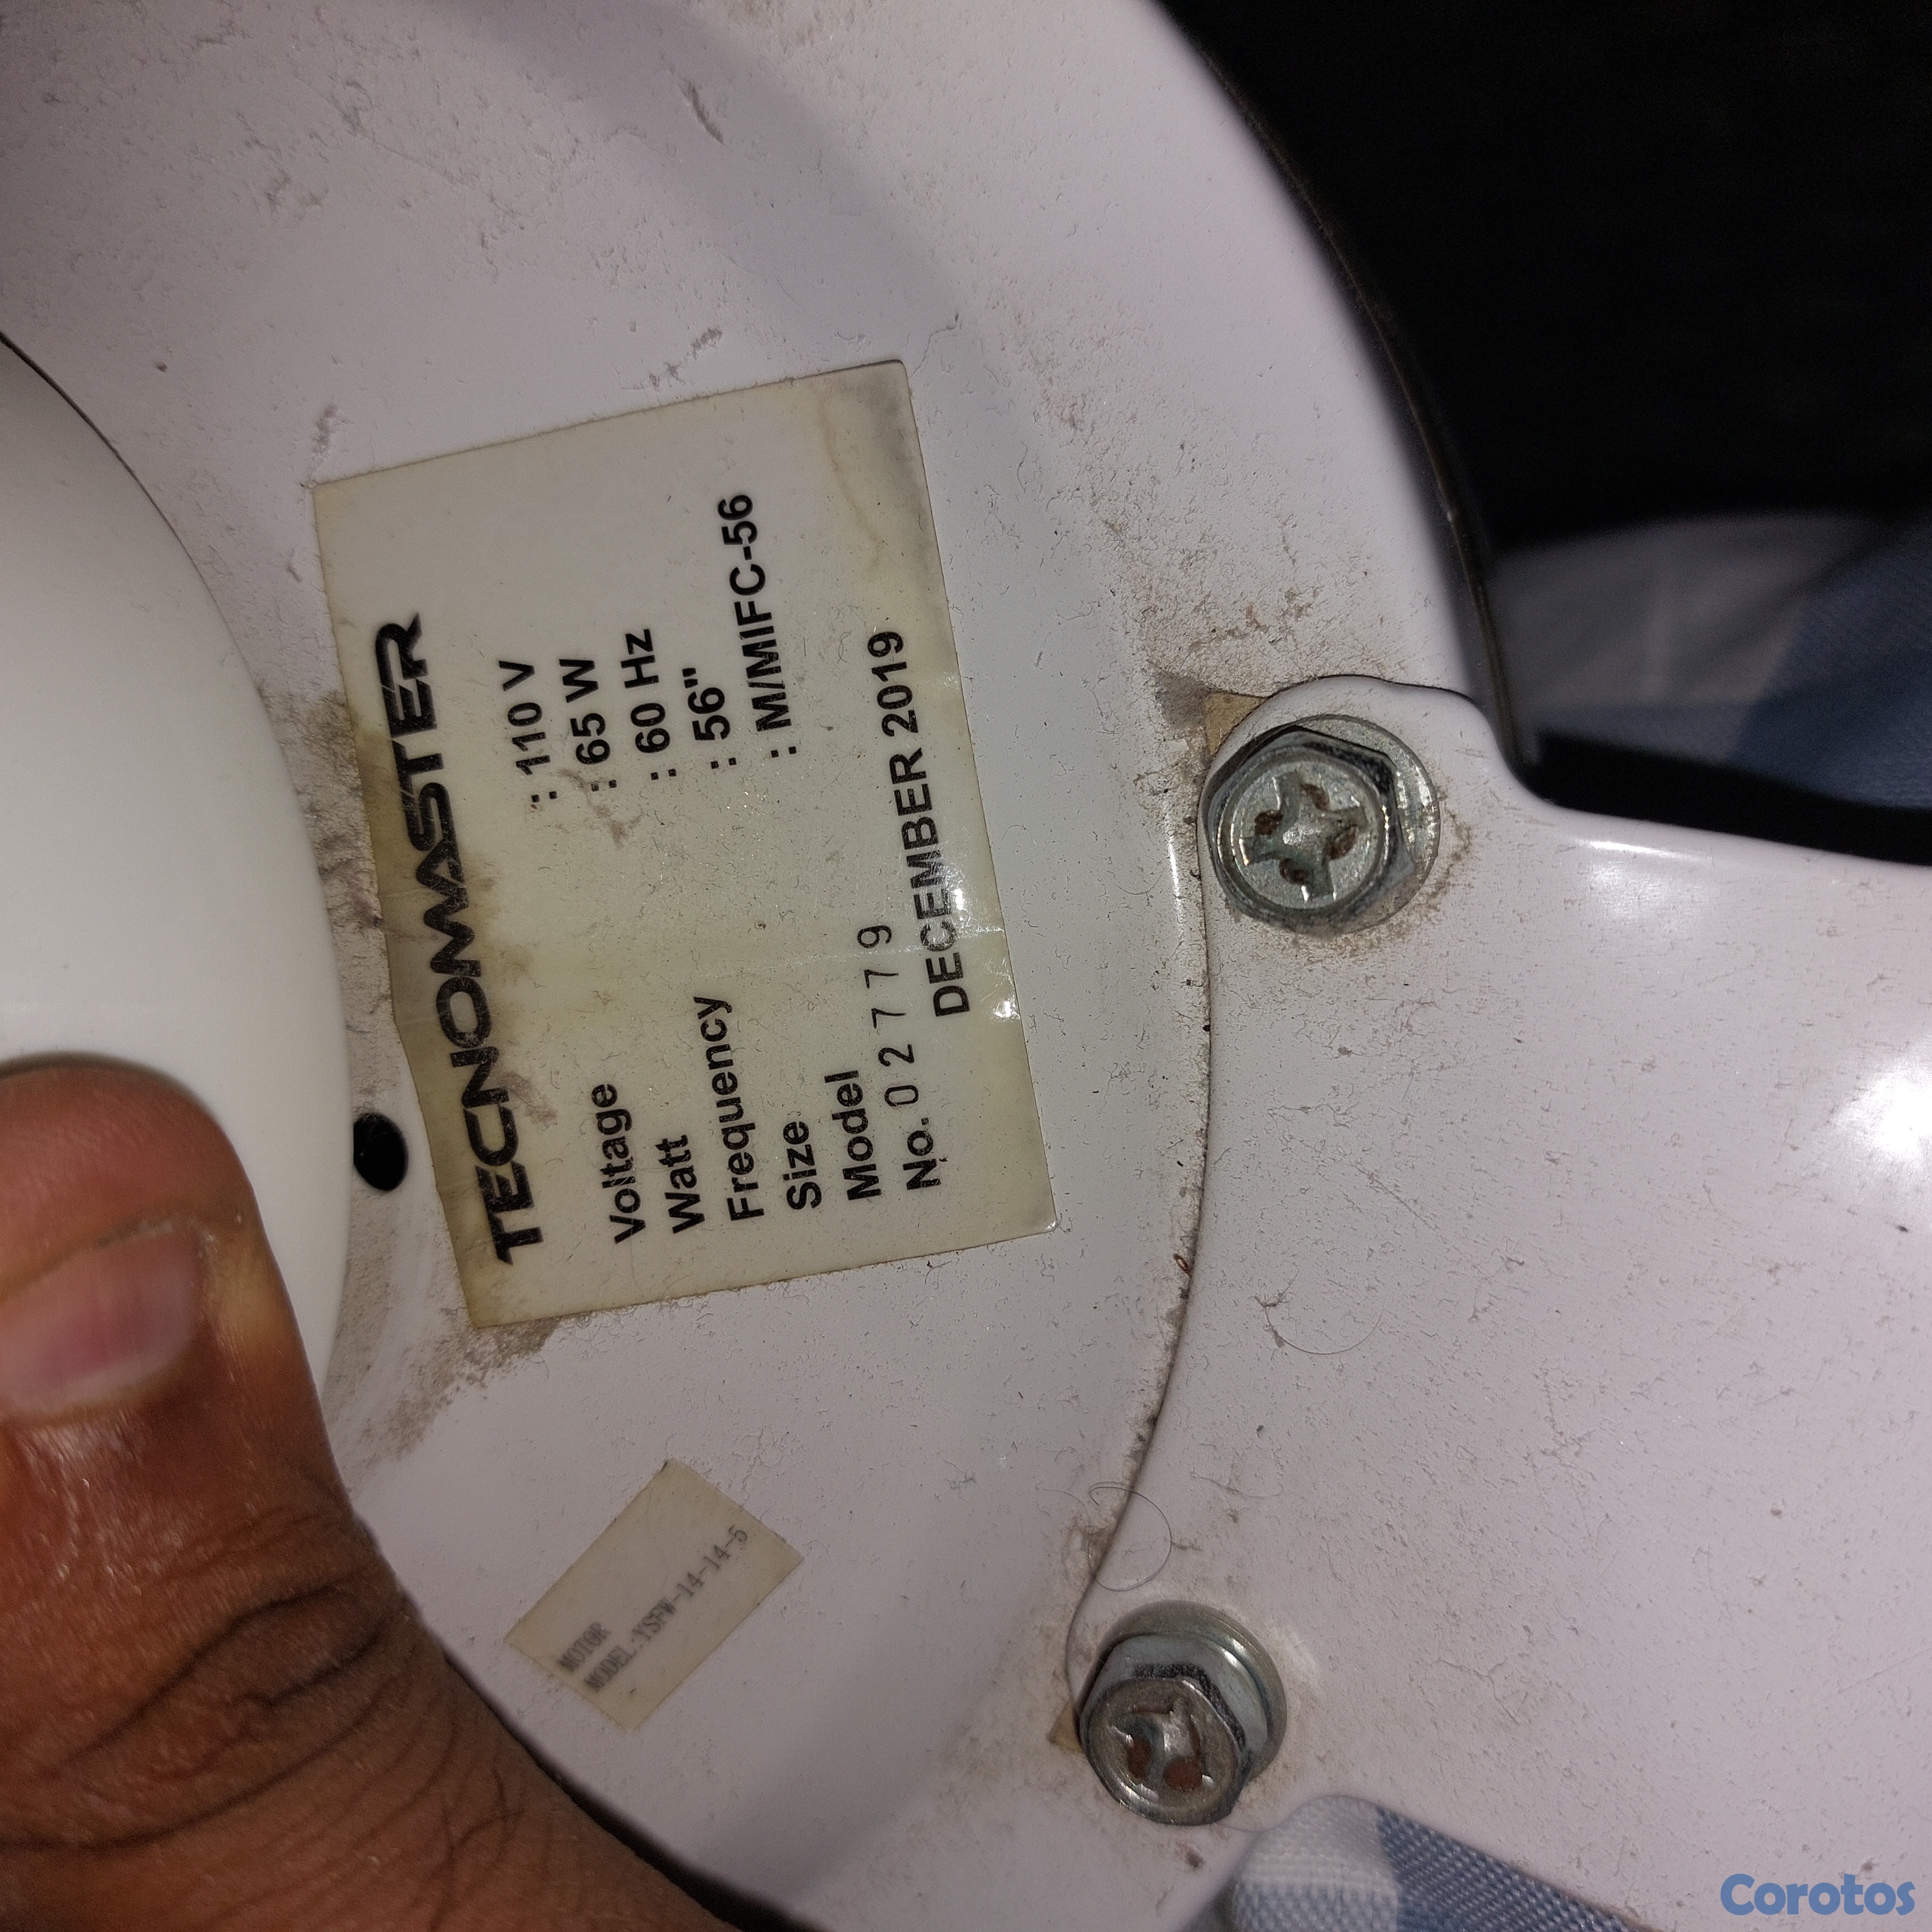 TECNOMASTER
Voltage : 110 V
Watt : 65 W
Frequency : 60 Hz
Size : 56"
Model : M/MIFC-56
No. 02779
DECEMBER 2019
MOTOR
MODEL:YSFW-14-14-5
Corotos